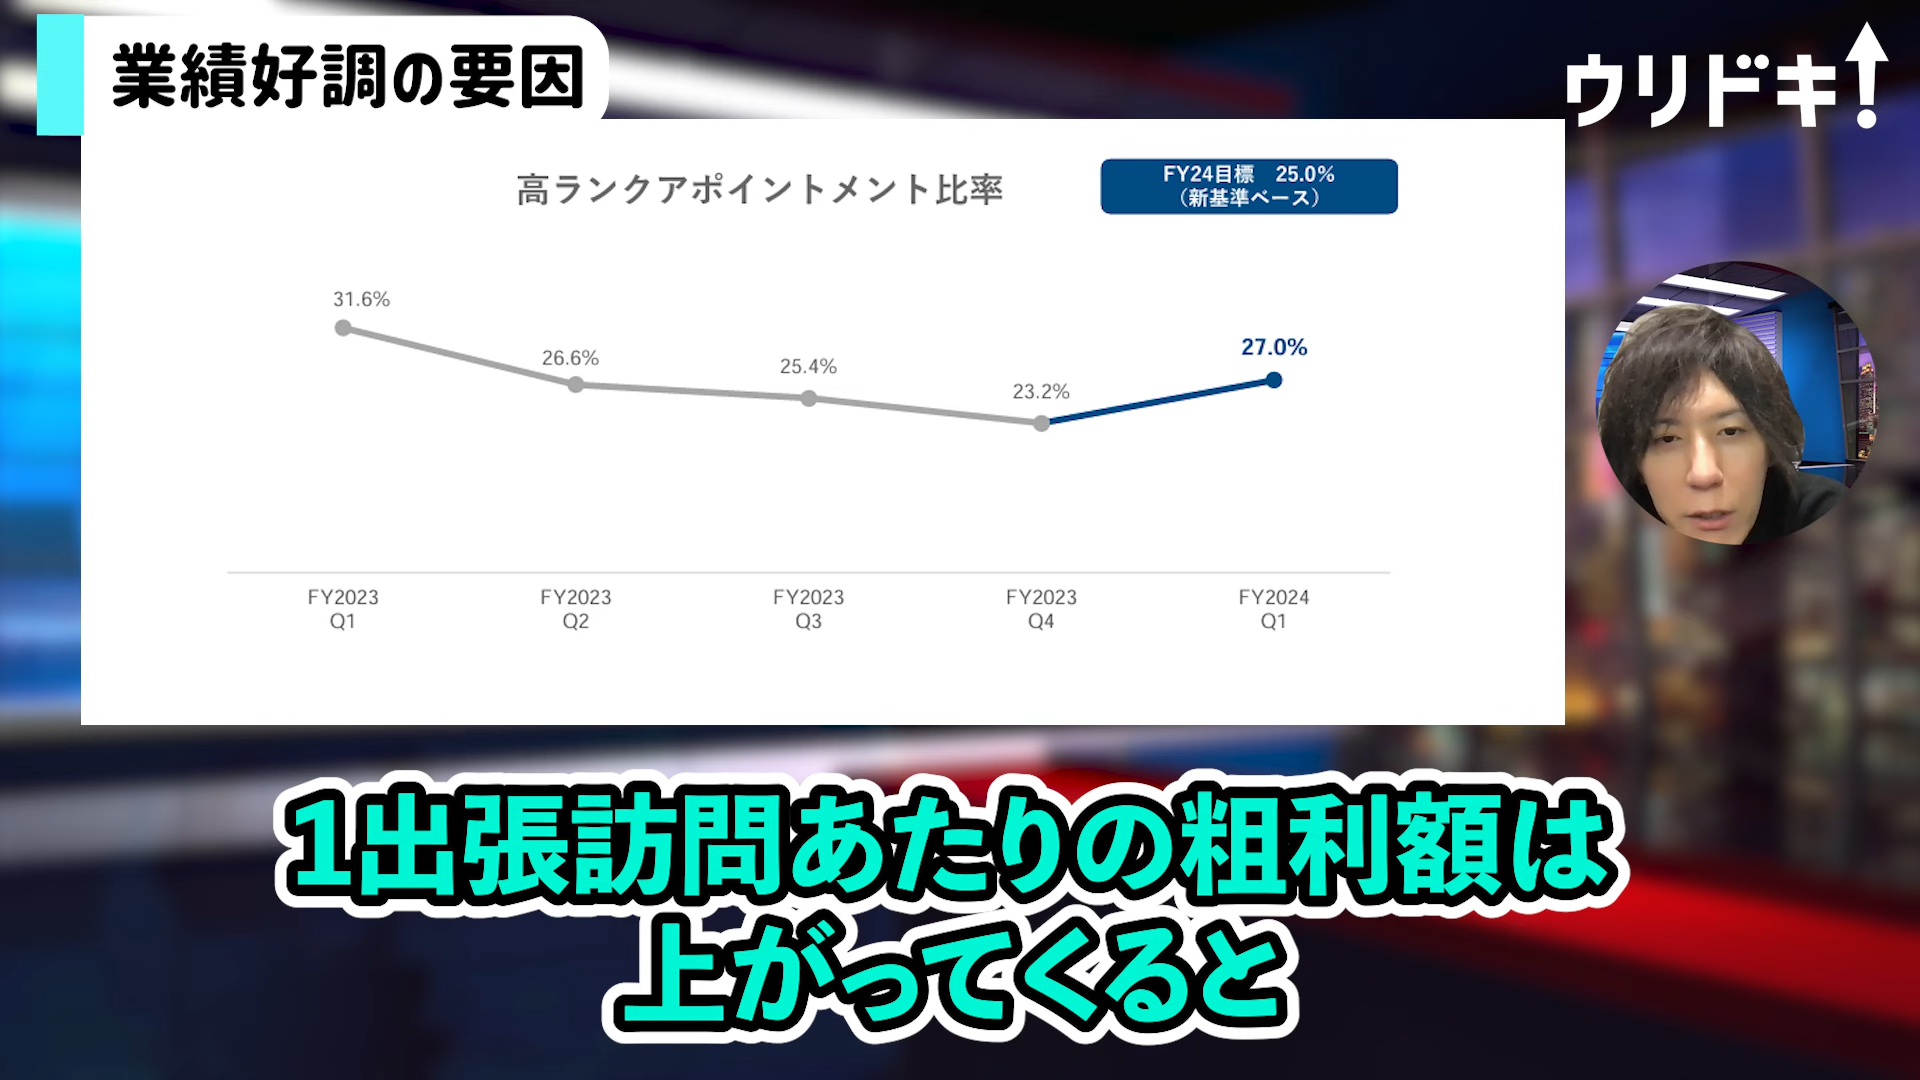 業績好調の要因
ウリドキ!
高ランクアポイントメント比率
FY24目標 25.0%
（新基準ベース）
31.6%
26.6%
25.4%
23.2%
27.0%
FY2023
Q1
FY2023
Q2
FY2023
Q3
FY2023
Q4
FY2024
Q1
1出張訪問あたりの粗利額は
上がってくると